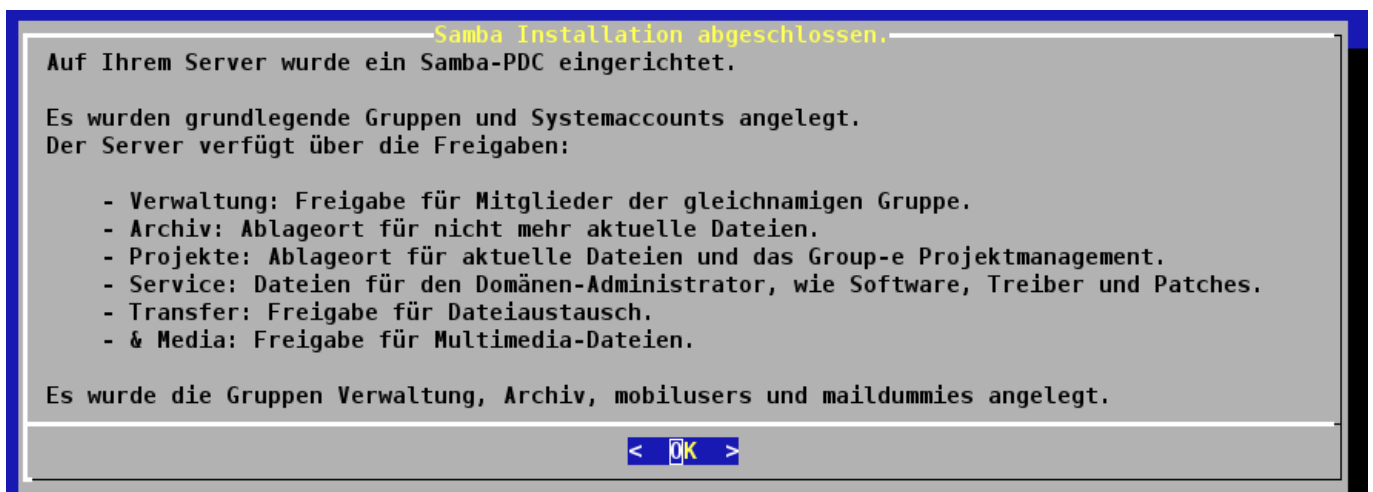 Samba Installation abgeschlossen.
Auf Ihrem Server wurde ein Samba-PDC eingerichtet.
Es wurden grundlegende Gruppen und Systemaccounts angelegt.
Der Server verfügt über die Freigaben:
- Verwaltung: Freigabe für Mitglieder der gleichnamigen Gruppe.
- Archiv: Ablageort für nicht mehr aktuelle Dateien.
- Projekte: Ablageort für aktuelle Dateien und das Group-e Projektmanagement.
- Service: Dateien für den Domänen-Administrator, wie Software, Treiber und Patches.
- Transfer: Freigabe für Dateiaustausch.
- & Media: Freigabe für Multimedia-Dateien.
Es wurde die Gruppen Verwaltung, Archiv, mobilusers und maildummies angelegt.
< OK >